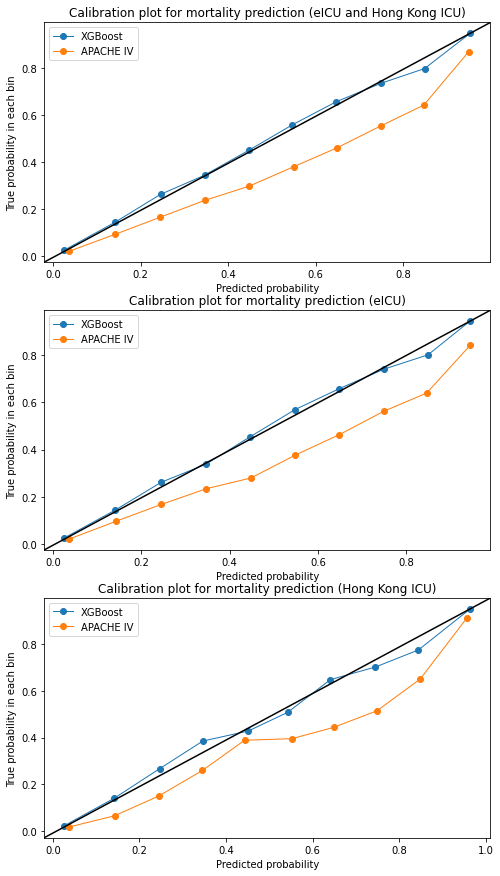 Calibration plot for mortality prediction (eICU and Hong Kong ICU)
XGBoost
APACHE IV
True probability in each bin
0.8
0.6
0.4
0.2
0.0
0.0 0.2 0.4 0.6 0.8
Predicted probability
Calibration plot for mortality prediction (eICU)
XGBoost
APACHE IV
True probability in each bin
0.8
0.6
0.4
0.2
0.0
0.0 0.2 0.4 0.6 0.8
Predicted probability
Calibration plot for mortality prediction (Hong Kong ICU)
XGBoost
APACHE IV
True probability in each bin
0.8
0.6
0.4
0.2
0.0
0.0 0.2 0.4 0.6 0.8 1.0
Predicted probability